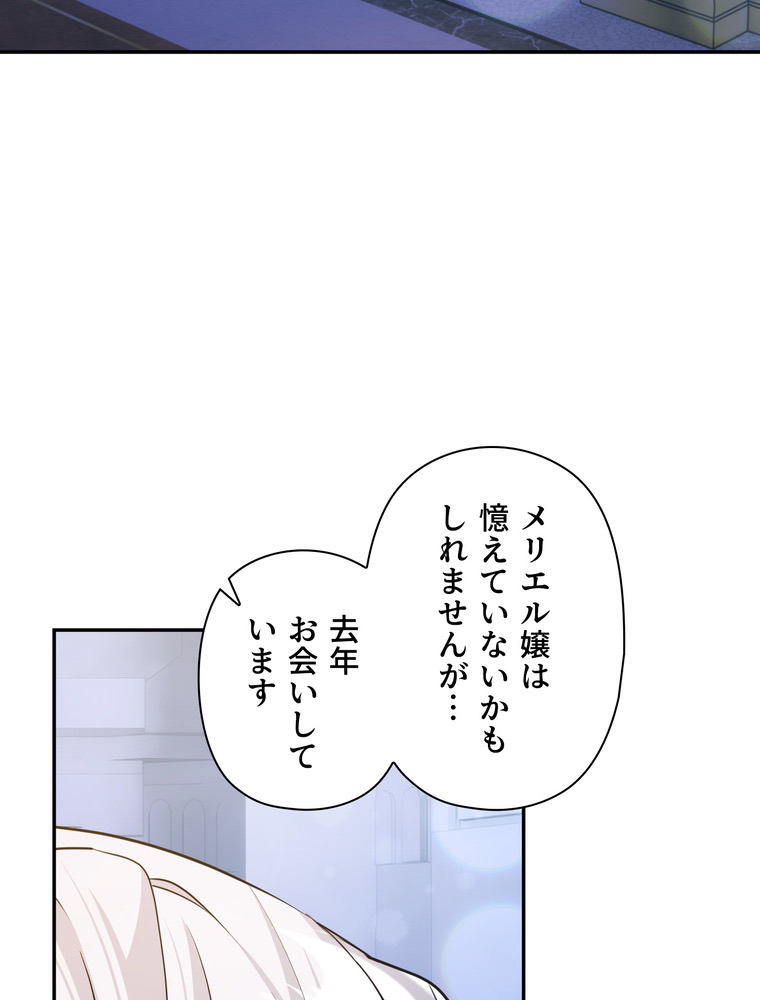 メリエル嬢は
憶えていないかも
しれませんが…
去年
お会いして
います